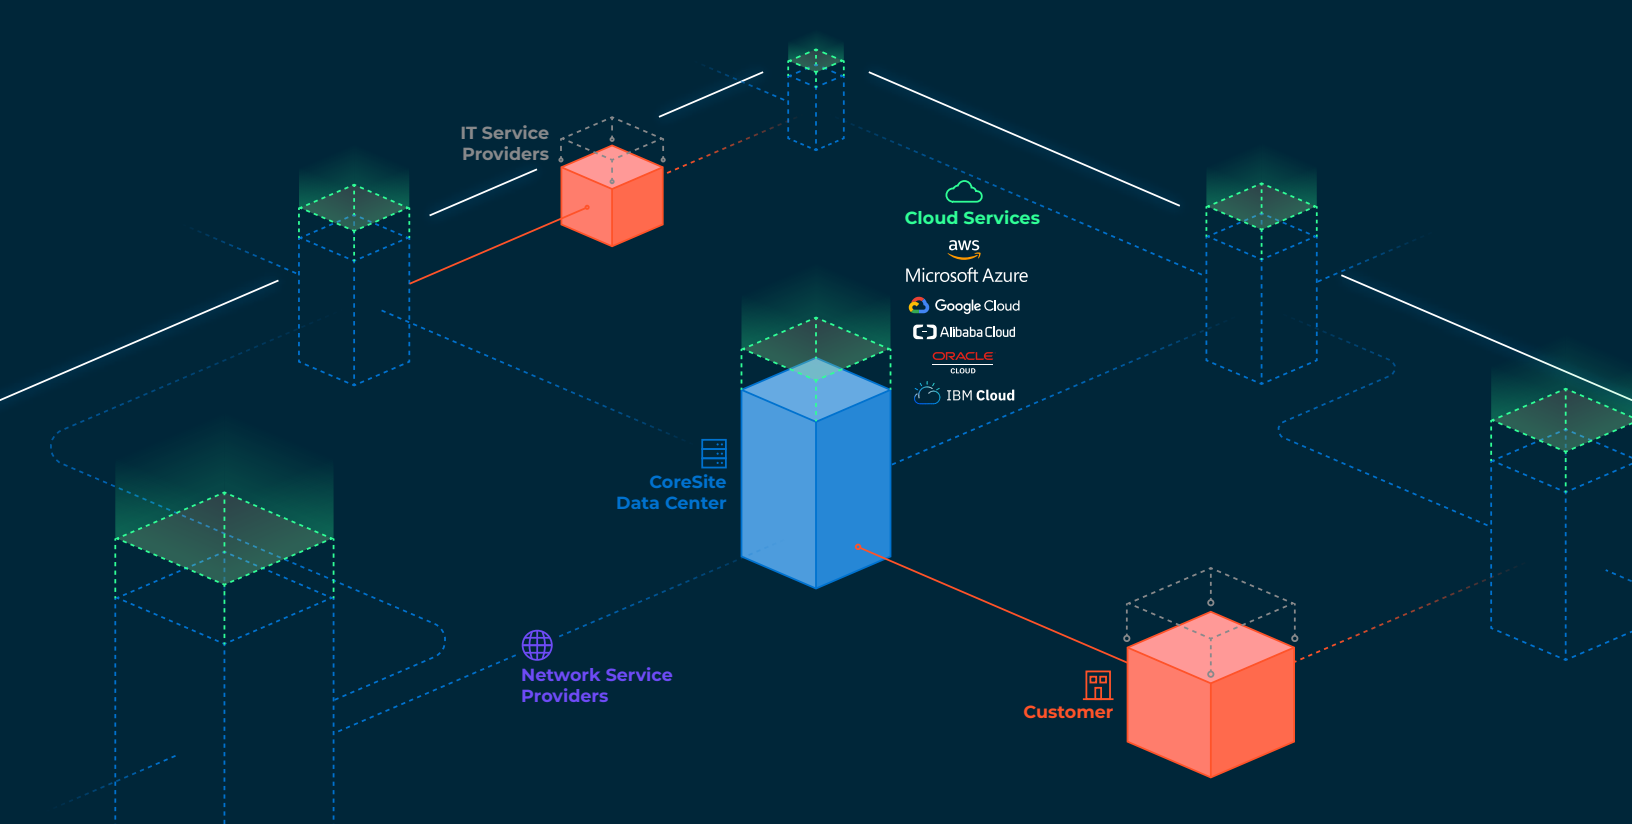 IT Service
Providers
Cloud Services
aws
Microsoft Azure
Google Cloud
Alibaba Cloud
ORACLE
CLOUD
IBM Cloud
CoreSite
Data Center
Network Service
Providers
Customer